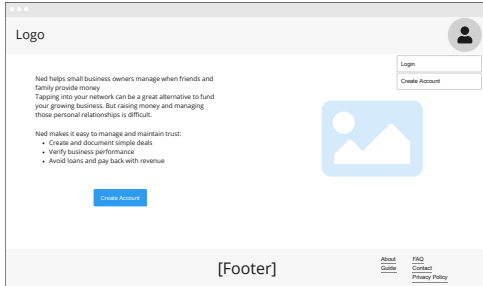 Logo
Login
Create Account
Ned helps small business owners manage when friends and
family provide money
Tapping into your network can be a great alternative to fund
your growing business. But raising money and managing
those personal relationships is difficult.
Ned makes it easy to manage and maintain trust:
• Create and document simple deals
• Verify business performance
• Avoid loans and pay back with revenue
Create Account
[Footer]
About
Guide
FAQ
Contact
Privacy Policy